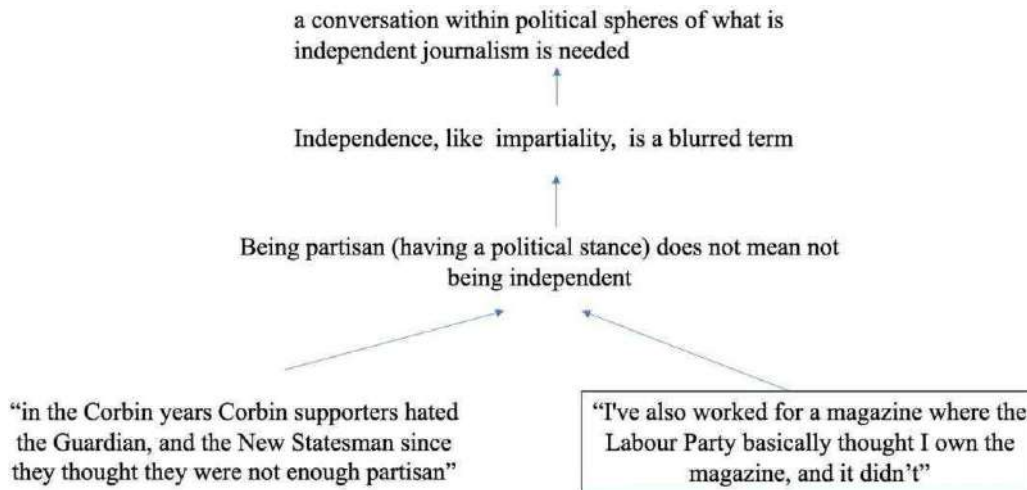 a conversation within political spheres of what is
independent journalism is needed
Independence, like impartiality, is a blurred term
Being partisan (having a political stance) does not mean not
being independent
“in the Corbin years Corbin supporters hated
the Guardian, and the New Statesman since
they thought they were not enough partisan”
“I've also worked for a magazine where the
Labour Party basically thought I own the
magazine, and it didn’t”